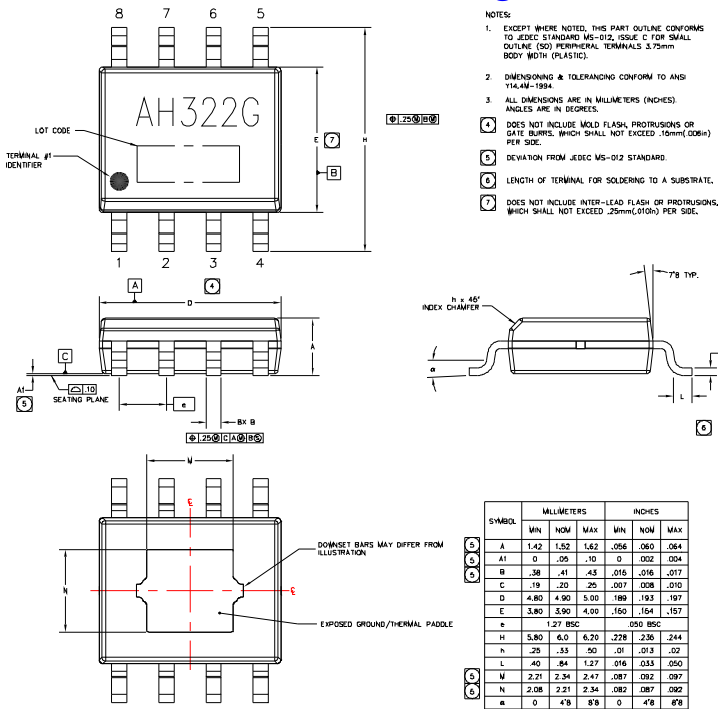 8 7 6 5
AH322G
LOT CODE
TERMINAL #1
IDENTIFIER
E 7
B
H
⌖ .25Ⓜ BⓂ
1 2 3 4
NOTES:
1. EXCEPT WHERE NOTED, THIS PART OUTLINE CONFORMS
TO JEDEC STANDARD MS-012, ISSUE C FOR SMALL
OUTLINE (SO) PERIPHERAL TERMINALS 3.75mm
BODY WIDTH (PLASTIC).
2. DIMENSIONING & TOLERANCING CONFORM TO ANSI
Y14.4M-1994.
3. ALL DIMENSIONS ARE IN MILLIMETERS (INCHES).
ANGLES ARE IN DEGREES.
4 DOES NOT INCLUDE MOLD FLASH, PROTRUSIONS OR
GATE BURRS, WHICH SHALL NOT EXCEED .15mm(.006in)
PER SIDE.
5 DEVIATION FROM JEDEC MS-012 STANDARD.
6 LENGTH OF TERMINAL FOR SOLDERING TO A SUBSTRATE.
7 DOES NOT INCLUDE INTER-LEAD FLASH OR PROTRUSIONS,
WHICH SHALL NOT EXCEED .25mm(.010in) PER SIDE.
A 4
D
A
C
A1
5
⌓ .10
SEATING PLANE
e
8X B
⌖ .25Ⓜ C AⓂ BⓈ
7°8 TYP.
h x 46°
INDEX CHAMFER
α
L
6
M
N
DOWNSET BARS MAY DIFFER FROM
ILLUSTRATION
EXPOSED GROUND/THERMAL PADDLE
SYMBOL MILLIMETERS INCHES
MIN NOM MAX MIN NOM MAX
5 A 1.42 1.52 1.62 .056 .060 .064
5 A1 0 .05 .10 0 .002 .004
5 B .38 .41 .43 .015 .016 .017
C .19 .20 .25 .007 .008 .010
D 4.80 4.90 5.00 .189 .193 .197
E 3.80 3.90 4.00 .150 .154 .157
e 1.27 BSC .050 BSC
H 5.80 6.0 6.20 .228 .236 .244
h .25 .33 .50 .01 .013 .02
L .40 .84 1.27 .016 .033 .050
5 M 2.21 2.34 2.47 .087 .092 .097
5 N 2.08 2.21 2.34 .082 .087 .092
α 0 4°8 8°8 0 4°8 8°8